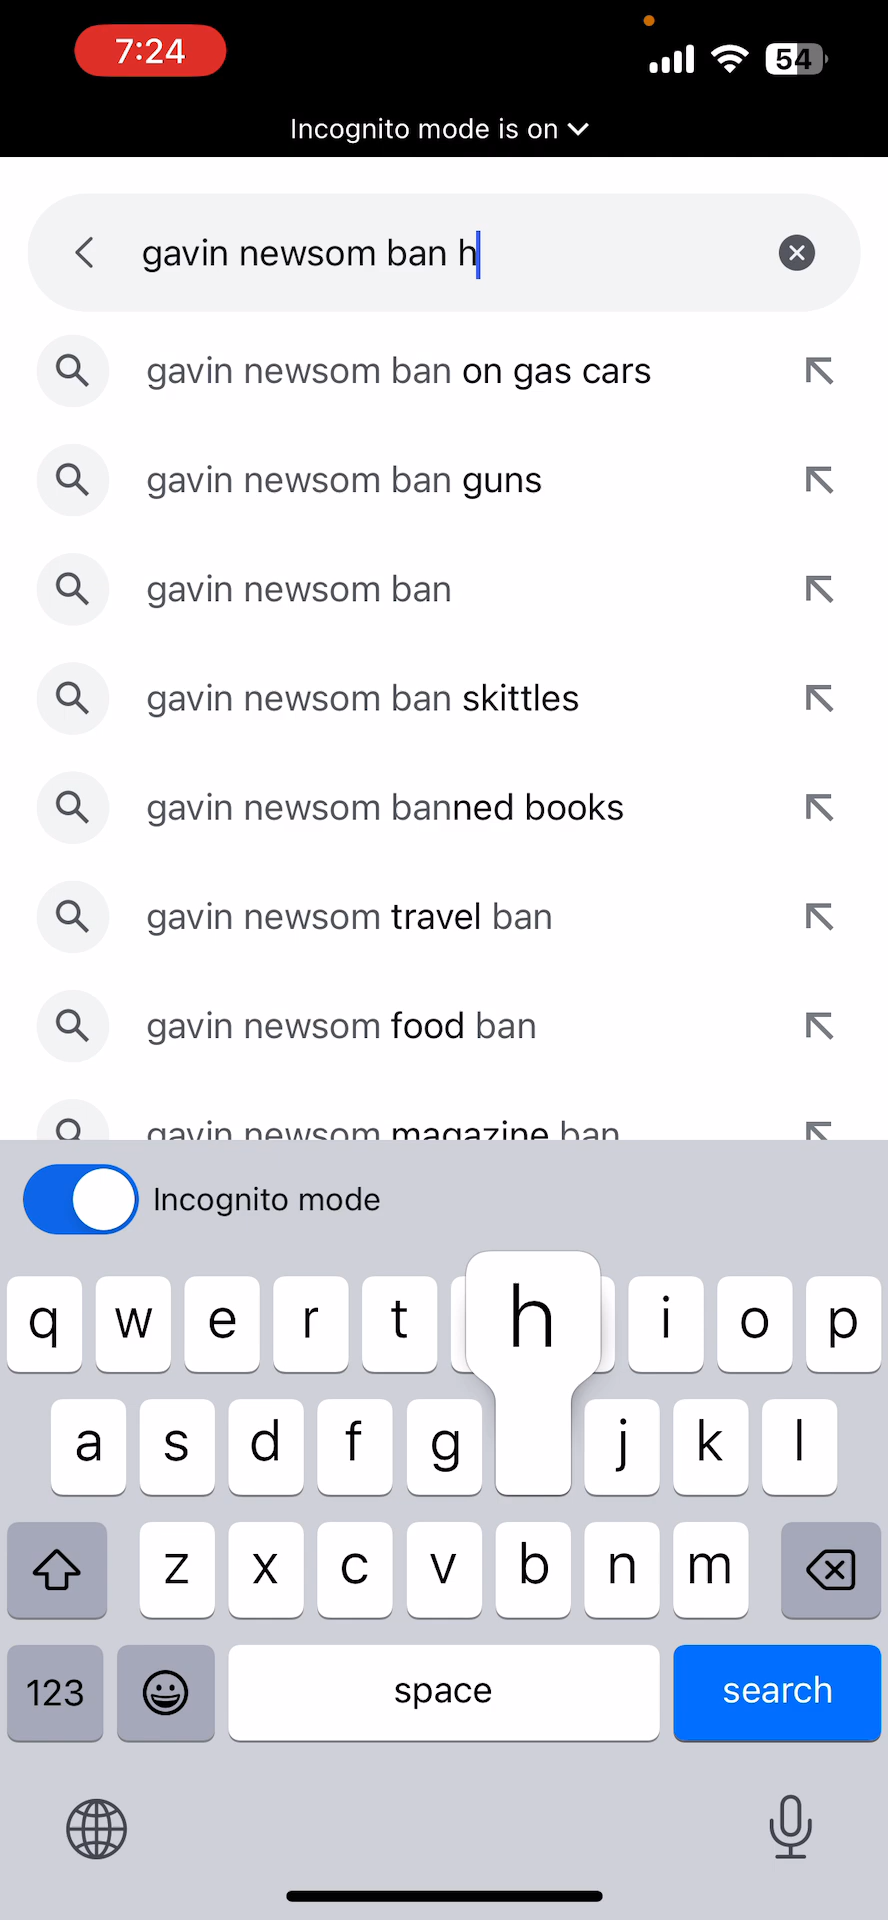 7:24
54
Incognito mode is on
gavin newsom ban h
gavin newsom ban on gas cars
gavin newsom ban guns
gavin newsom ban
gavin newsom ban skittles
gavin newsom banned books
gavin newsom travel ban
gavin newsom food ban
gavin newsom magazine ban
Incognito mode
q w e r t h i o p
a s d f g j k l
z x c v b n m
123 space search